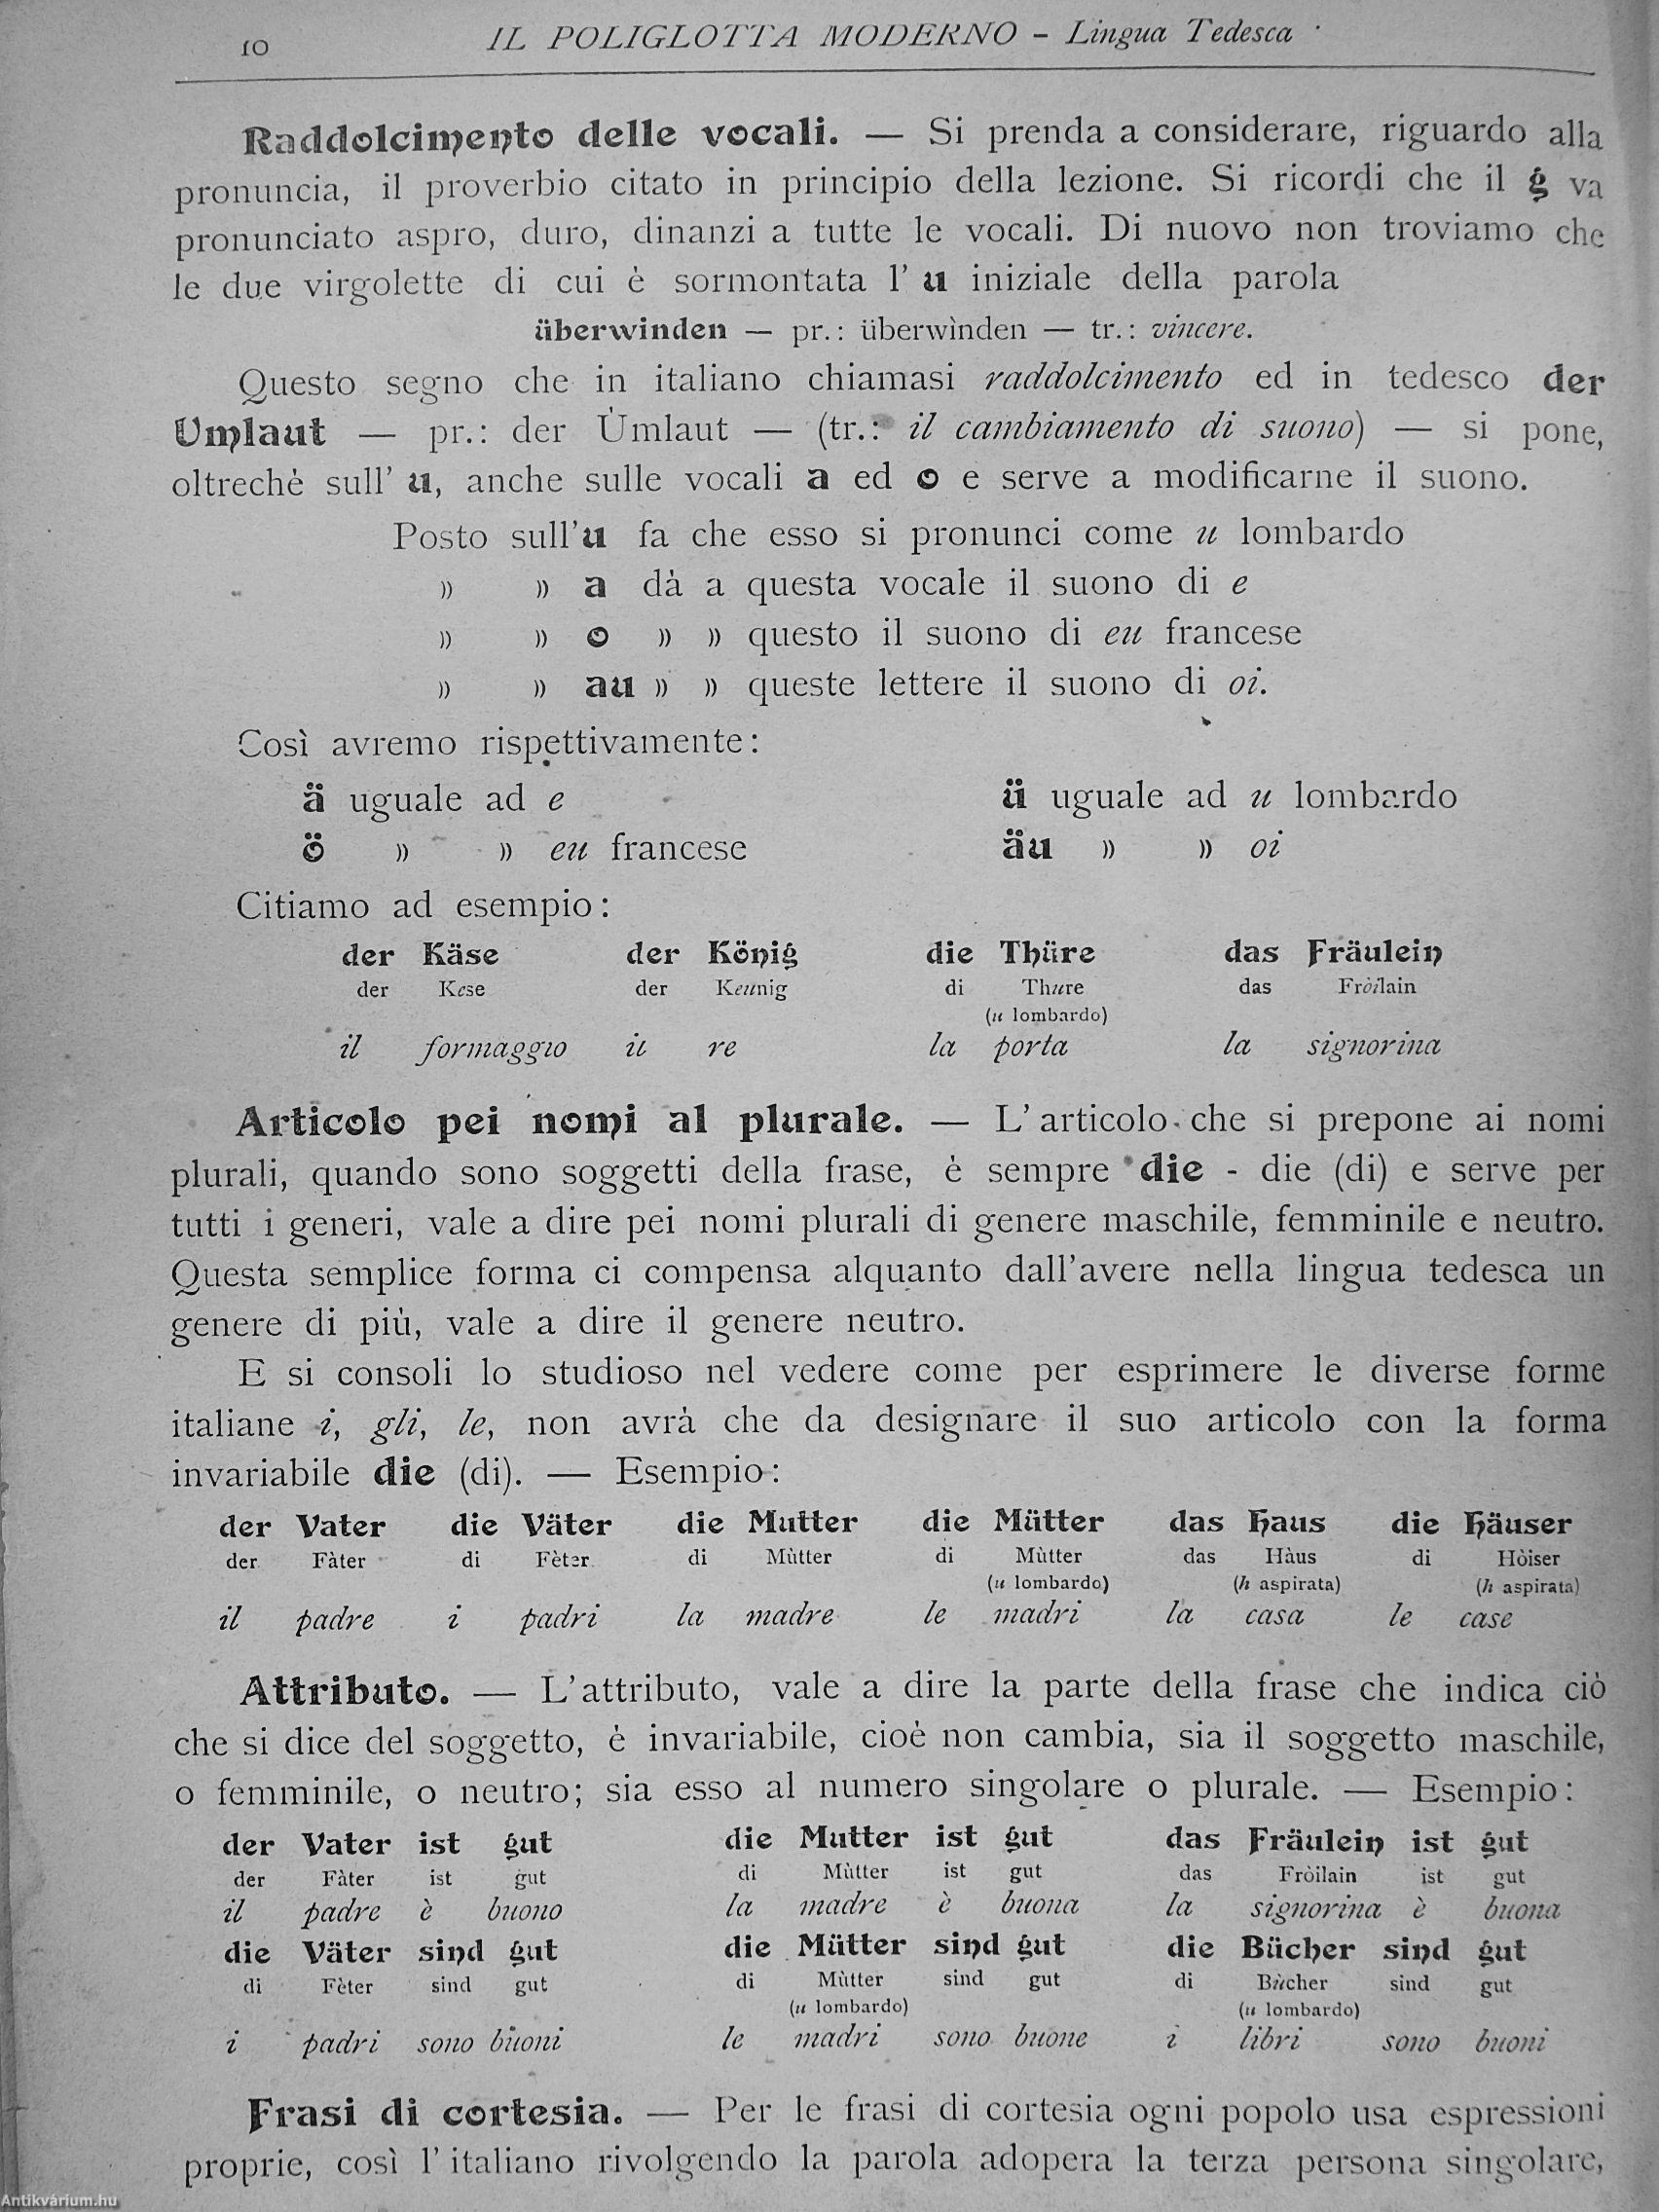 10 IL POLIGLOTTA MODERNO – Lingua Tedesca
Raddolcimento delle vocali. — Si prenda a considerare, riguardo alla
pronuncia, il proverbio citato in principio della lezione. Si ricordi che il g va
pronunciato aspro, duro, dinanzi a tutte le vocali. Di nuovo non troviamo che
le due virgolette di cui è sormontata l' u iniziale della parola
überwinden — pr.: überwìnden — tr.: vincere.
Questo segno che in italiano chiamasi raddolcimento ed in tedesco der
Umlaut — pr.: der Ùmlaut — (tr.: il cambiamento di suono) — si pone,
oltrechè sull' u, anche sulle vocali a ed o e serve a modificarne il suono.
Posto sull'u fa che esso si pronunci come u lombardo
» » a dà a questa vocale il suono di e
» » o » » questo il suono di eu francese
» » au » » queste lettere il suono di oi.
Così avremo rispettivamente:
ä uguale ad e ü uguale ad u lombardo
ö » » eu francese äu » » oi
Citiamo ad esempio:
der Käse der König die Thüre das Fräulein
der Kese der Keunig di Thure das Fròilain
(u lombardo)
il formaggio il re la porta la signorina
Articolo pei nomi al plurale. — L'articolo che si prepone ai nomi
plurali, quando sono soggetti della frase, è sempre die - die (di) e serve per
tutti i generi, vale a dire pei nomi plurali di genere maschile, femminile e neutro.
Questa semplice forma ci compensa alquanto dall'avere nella lingua tedesca un
genere di più, vale a dire il genere neutro.
E si consoli lo studioso nel vedere come per esprimere le diverse forme
italiane i, gli, le, non avrà che da designare il suo articolo con la forma
invariabile die (di). — Esempio:
der Vater die Väter die Mutter die Mütter das Haus die Häuser
der Fàter di Fèter di Mùtter di Mùtter das Hàus di Hòiser
(u lombardo) (h aspirata) (h aspirata)
il padre i padri la madre le madri la casa le case
Attributo. — L'attributo, vale a dire la parte della frase che indica ciò
che si dice del soggetto, è invariabile, cioè non cambia, sia il soggetto maschile,
o femminile, o neutro; sia esso al numero singolare o plurale. — Esempio:
der Vater ist gut die Mutter ist gut das Fräulein ist gut
der Fàter ist gut di Mùtter ist gut das Fròilain ist gut
il padre è buono la madre è buona la signorina è buona
die Väter sind gut die Mütter sind gut die Bücher sind gut
di Fèter sind gut di Mùtter sind gut di Bùcher sind gut
(u lombardo) (u lombardo)
i padri sono buoni le madri sono buone i libri sono buoni
Frasi di cortesia. — Per le frasi di cortesia ogni popolo usa espressioni
proprie, così l'italiano rivolgendo la parola adopera la terza persona singolare,
Antikvárium.hu